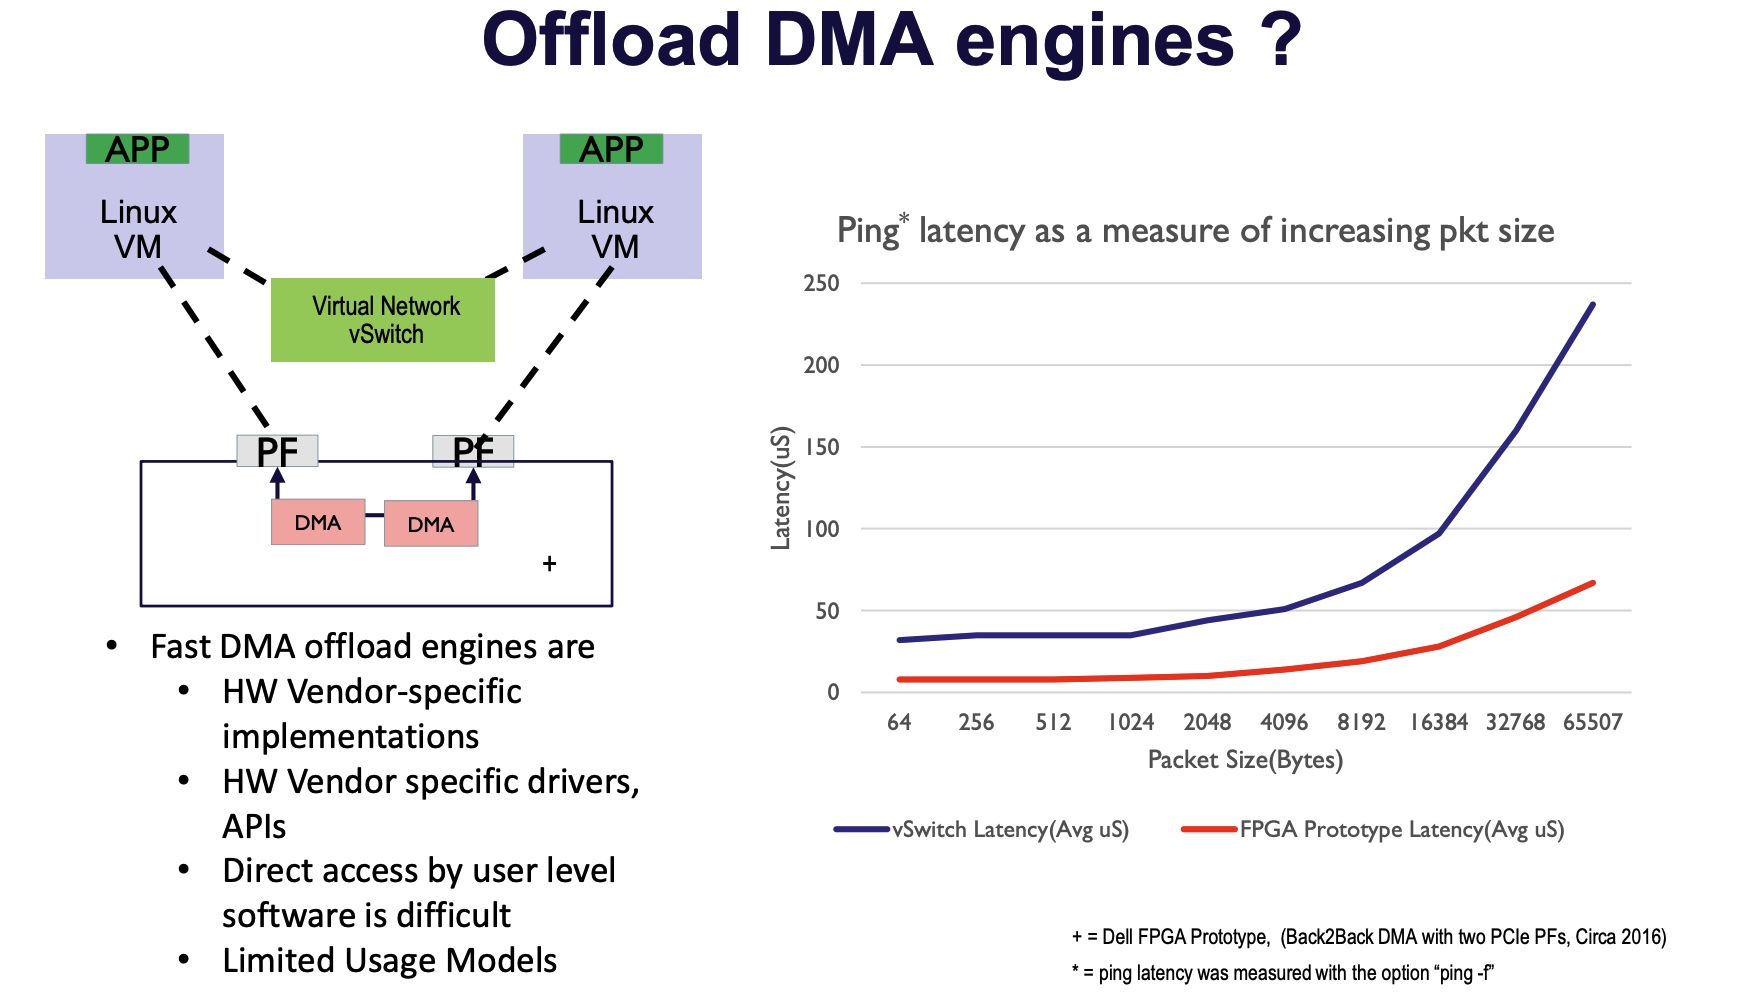 Offload DMA engines ?
APP
Linux
VM
APP
Linux
VM
Virtual Network
vSwitch
PF
PF
DMA
DMA
+
• Fast DMA offload engines are
• HW Vendor-specific
implementations
• HW Vendor specific drivers,
APIs
• Direct access by user level
software is difficult
• Limited Usage Models
Ping* latency as a measure of increasing pkt size
Latency(uS)
250
200
150
100
50
0
64 256 512 1024 2048 4096 8192 16384 32768 65507
Packet Size(Bytes)
vSwitch Latency(Avg uS) FPGA Prototype Latency(Avg uS)
+ = Dell FPGA Prototype, (Back2Back DMA with two PCIe PFs, Circa 2016)
* = ping latency was measured with the option “ping -f”